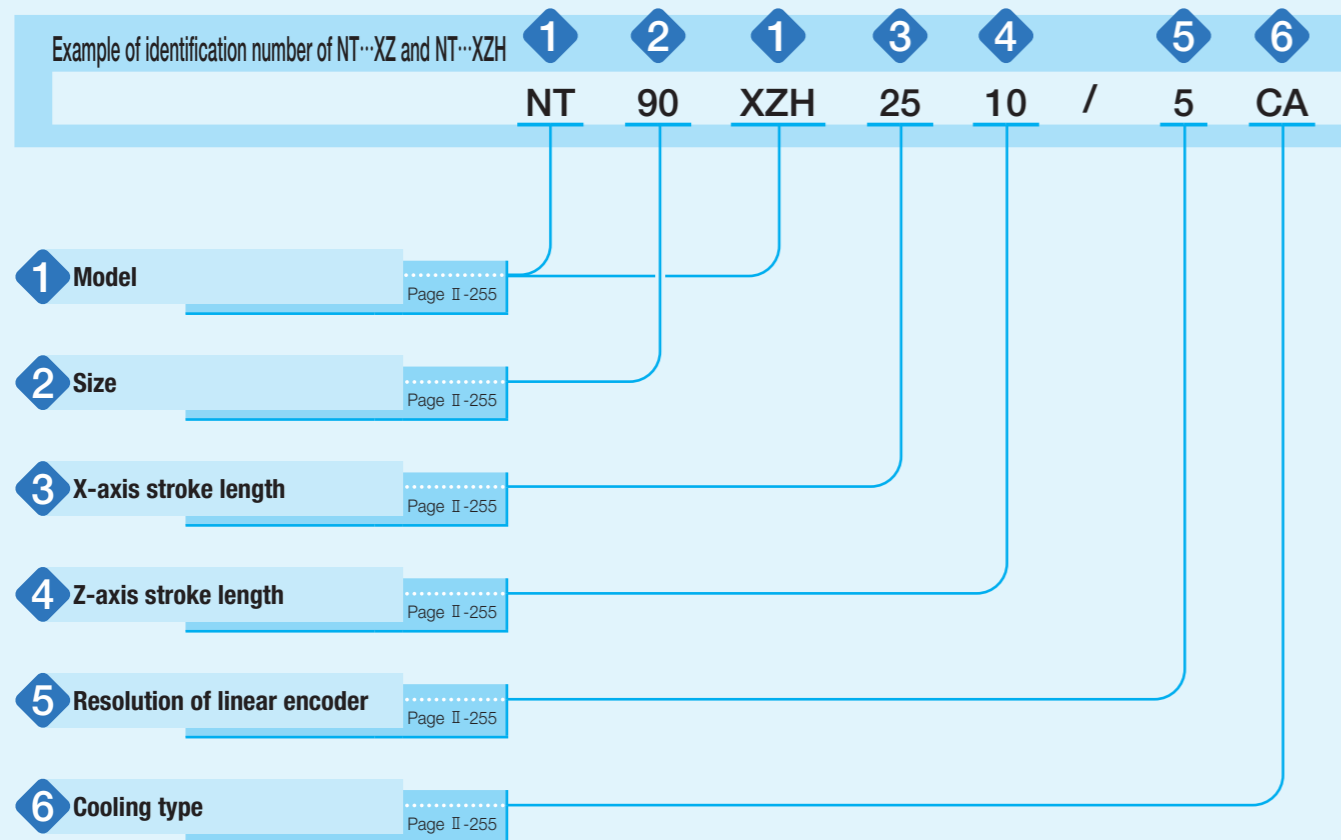 Example of identification number of NT···XZ and NT···XZH 1 2 1 3 4 5 6
NT 90 XZH 25 10 / 5 CA
1 Model
Page Ⅱ-255
2 Size
Page Ⅱ-255
3 X-axis stroke length
Page Ⅱ-255
4 Z-axis stroke length
Page Ⅱ-255
5 Resolution of linear encoder
Page Ⅱ-255
6 Cooling type
Page Ⅱ-255